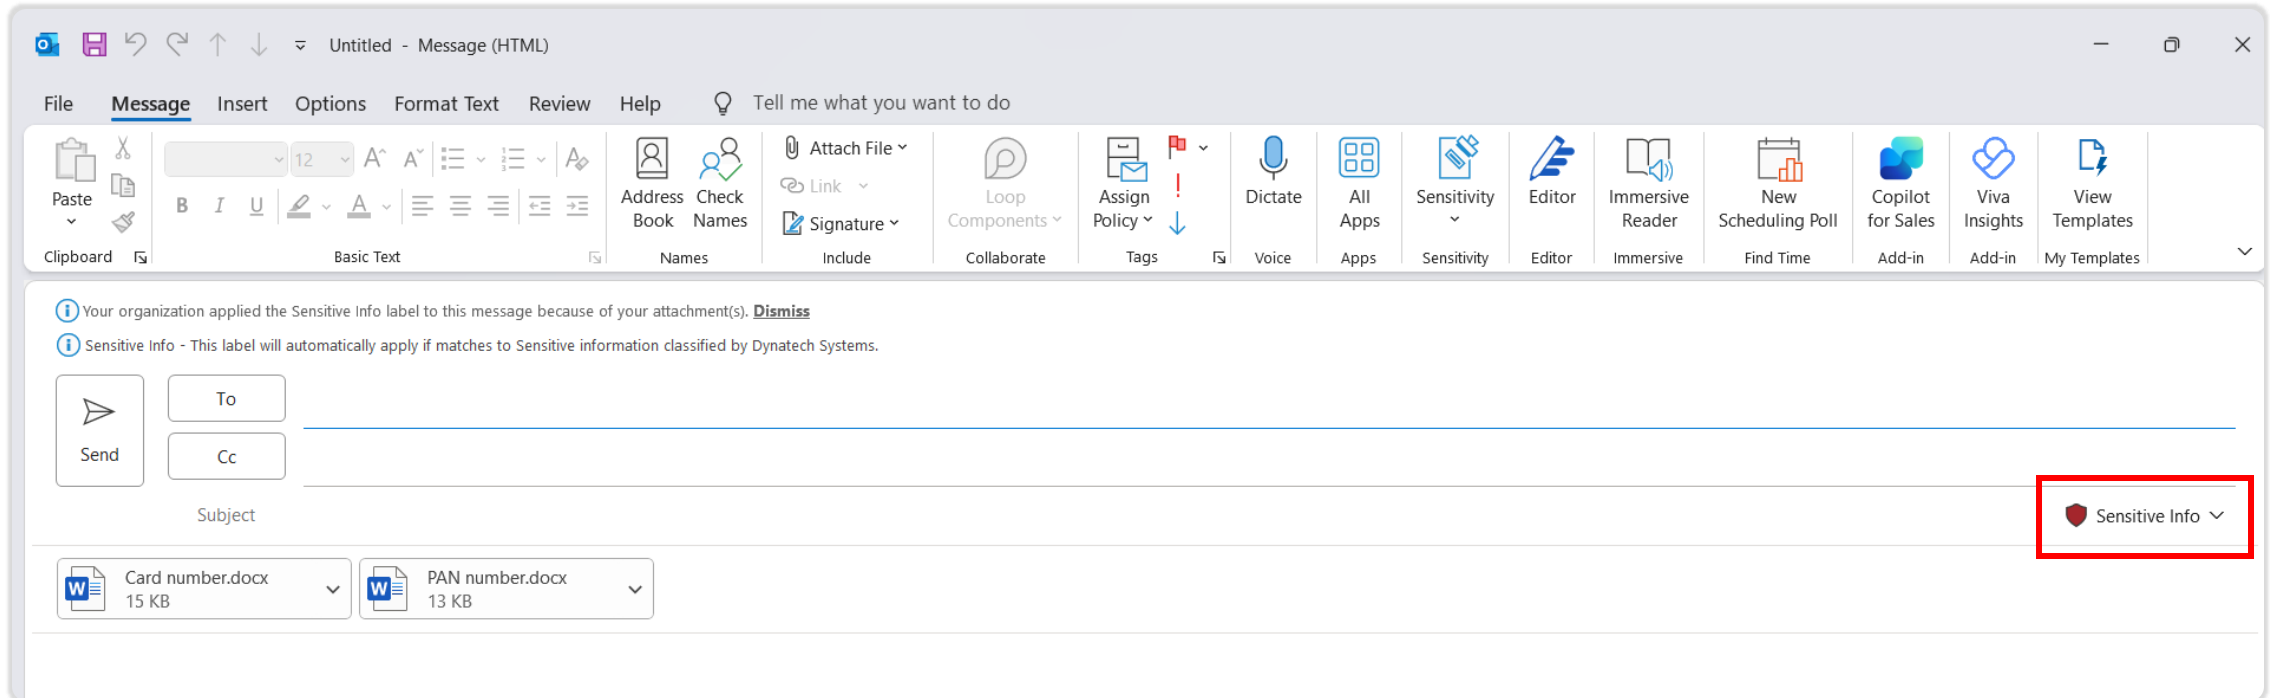 Untitled - Message (HTML)
File Message Insert Options Format Text Review Help Tell me what you want to do
Paste
Clipboard
12
B I U A
Basic Text
Address Book
Check Names
Names
Attach File
Link
Signature
Include
Loop Components
Collaborate
Assign Policy
Tags
Dictate
Voice
All Apps
Apps
Sensitivity
Sensitivity
Editor
Editor
Immersive Reader
Immersive
New Scheduling Poll
Find Time
Copilot for Sales
Add-in
Viva Insights
Add-in
View Templates
My Templates
Your organization applied the Sensitive Info label to this message because of your attachment(s). Dismiss
Sensitive Info - This label will automatically apply if matches to Sensitive information classified by Dynatech Systems.
Send
To
Cc
Subject
Sensitive Info
Card number.docx
15 KB
PAN number.docx
13 KB